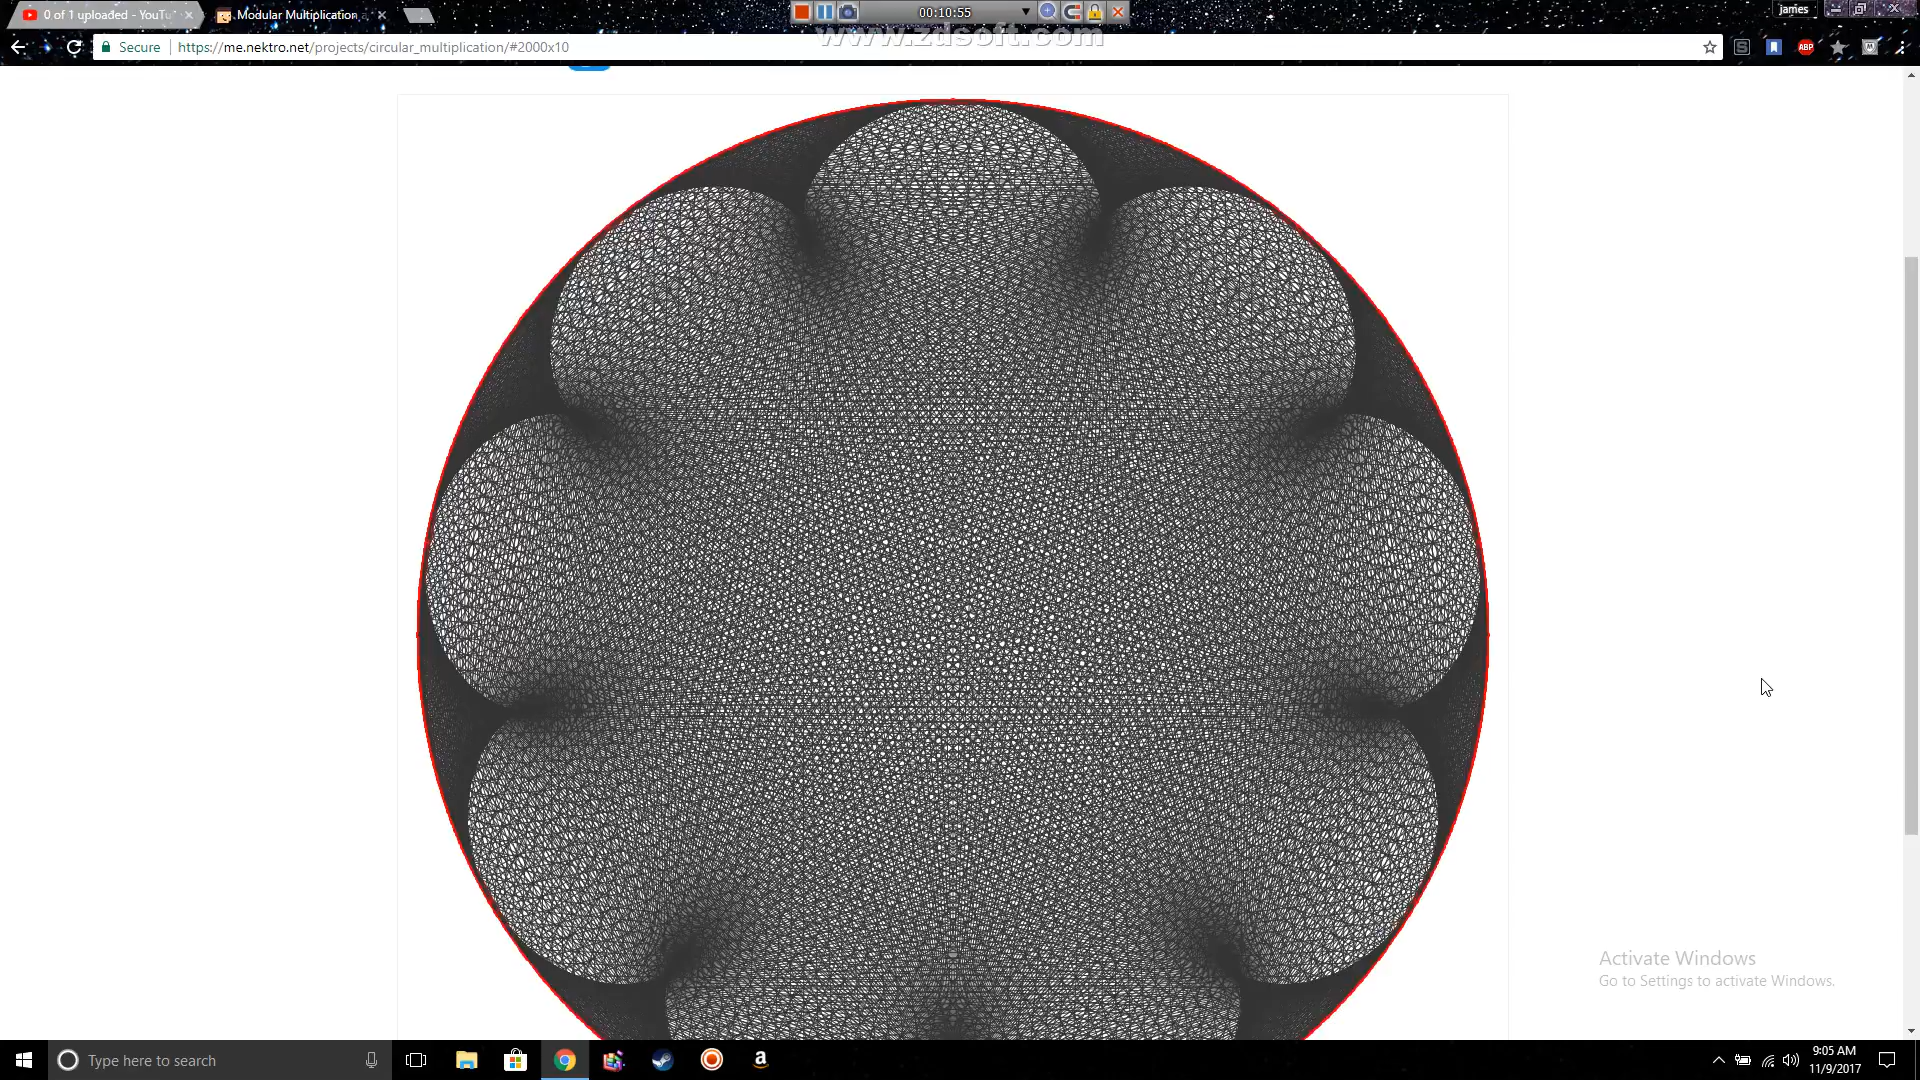 0 of 1 uploaded - YouTu
Modular Multiplication
00:10:55
james
www.zdsoft.com
Secure
https://me.nektro.net/projects/circular_multiplication/#2000x10
ABP
Activate Windows
Go to Settings to activate Windows.
Type here to search
9:05 AM
11/9/2017